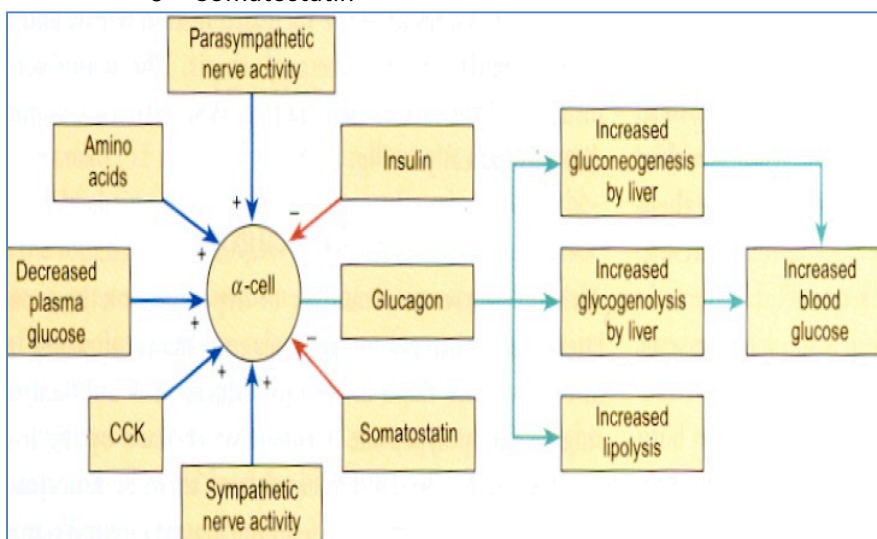 Somatostatin
Parasympathetic
nerve activity
Amino
acids
Insulin
Increased
gluconeogenesis
by liver
+
−
+
Decreased
plasma
glucose
α-cell
Glucagon
Increased
glycogenolysis
by liver
Increased
blood
glucose
+
−
+
+
CCK
Somatostatin
Increased
lipolysis
Sympathetic
nerve activity